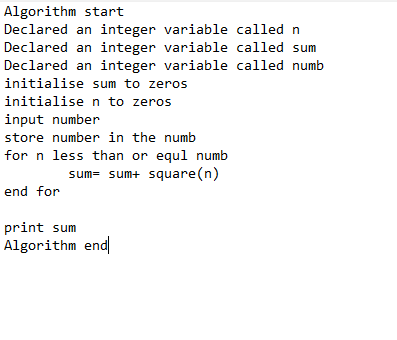 Algorithm start
Declared an integer variable called n
Declared an integer variable called sum
Declared an integer variable called numb
initialise sum to zeros
initialise n to zeros
input number
store number in the numb
for n less than or equl numb
sum= sum+ square(n)
end for
print sum
Algorithm end